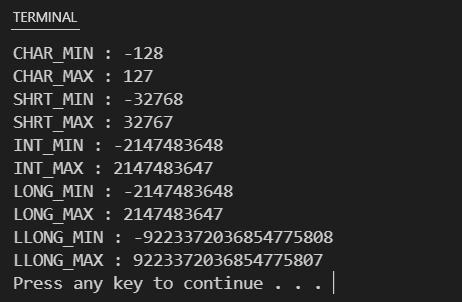 TERMINAL
CHAR_MIN : -128
CHAR_MAX : 127
SHRT_MIN : -32768
SHRT_MAX : 32767
INT_MIN : -2147483648
INT_MAX : 2147483647
LONG_MIN : -2147483648
LONG_MAX : 2147483647
LLONG_MIN : -9223372036854775808
LLONG_MAX : 9223372036854775807
Press any key to continue . . .